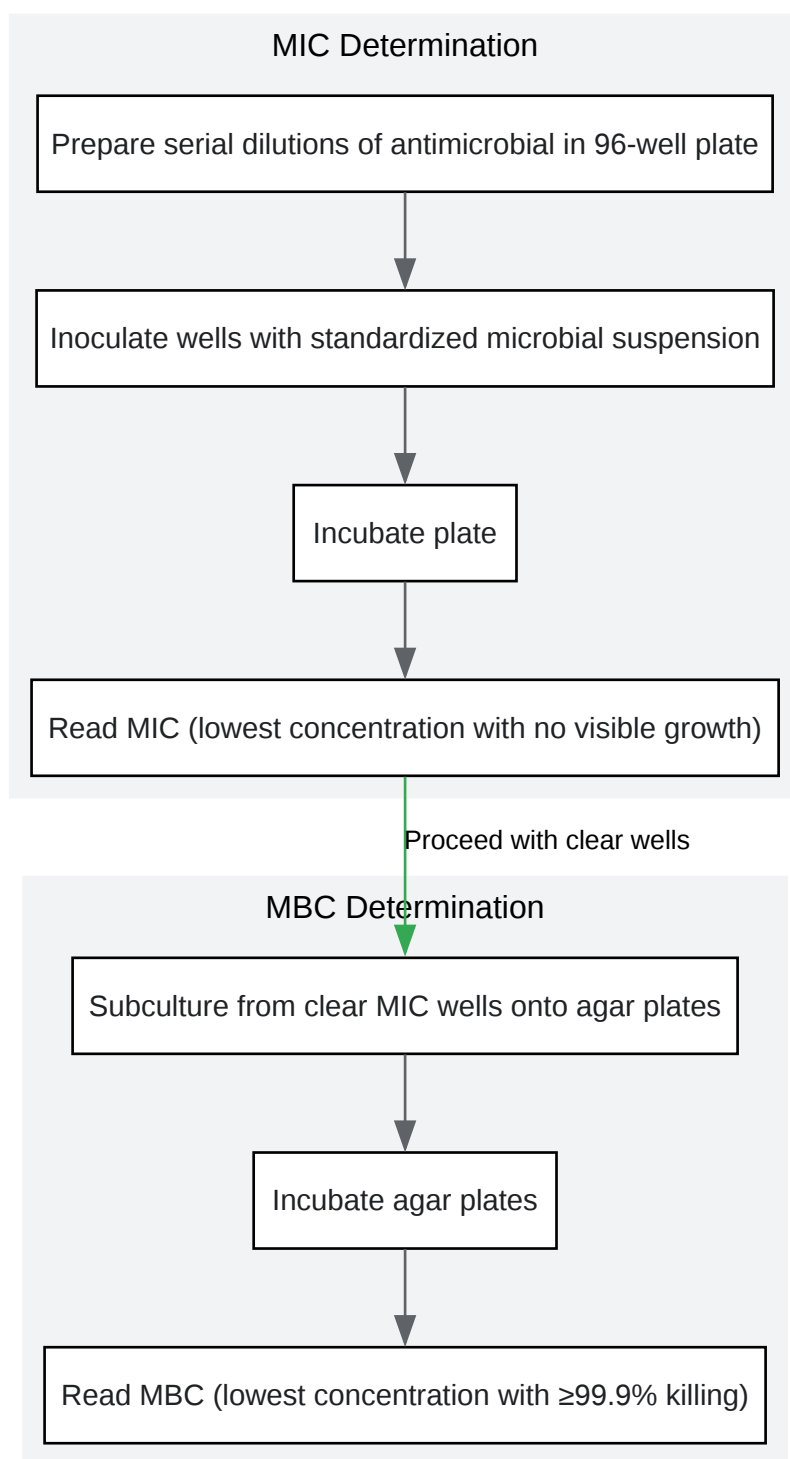 MIC Determination
Prepare serial dilutions of antimicrobial in 96-well plate
Inoculate wells with standardized microbial suspension
Incubate plate
Read MIC (lowest concentration with no visible growth)
Proceed with clear wells
MBC Determination
Subculture from clear MIC wells onto agar plates
Incubate agar plates
Read MBC (lowest concentration with ≥99.9% killing)